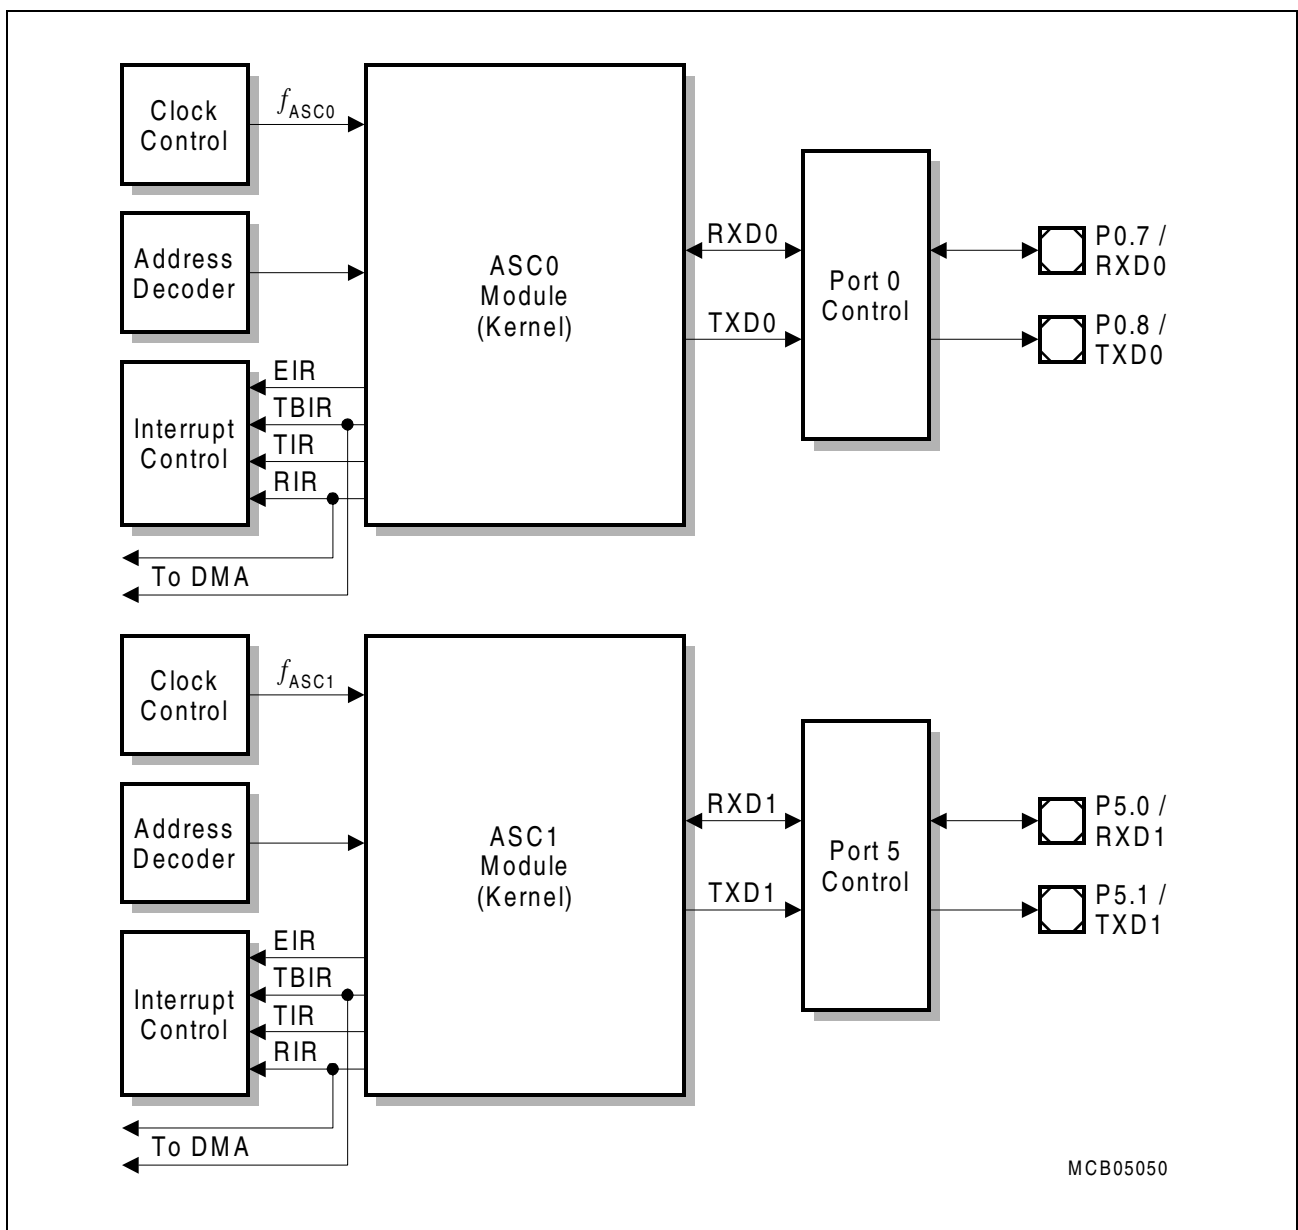 Clock
Control
fASC0
Address
Decoder
ASC0
Module
(Kernel)
RXD0
TXD0
Port 0
Control
P0.7 /
RXD0
P0.8 /
TXD0
Interrupt
Control
EIR
TBIR
TIR
RIR
To DMA
Clock
Control
fASC1
Address
Decoder
ASC1
Module
(Kernel)
RXD1
TXD1
Port 5
Control
P5.0 /
RXD1
P5.1 /
TXD1
Interrupt
Control
EIR
TBIR
TIR
RIR
To DMA
MCB05050